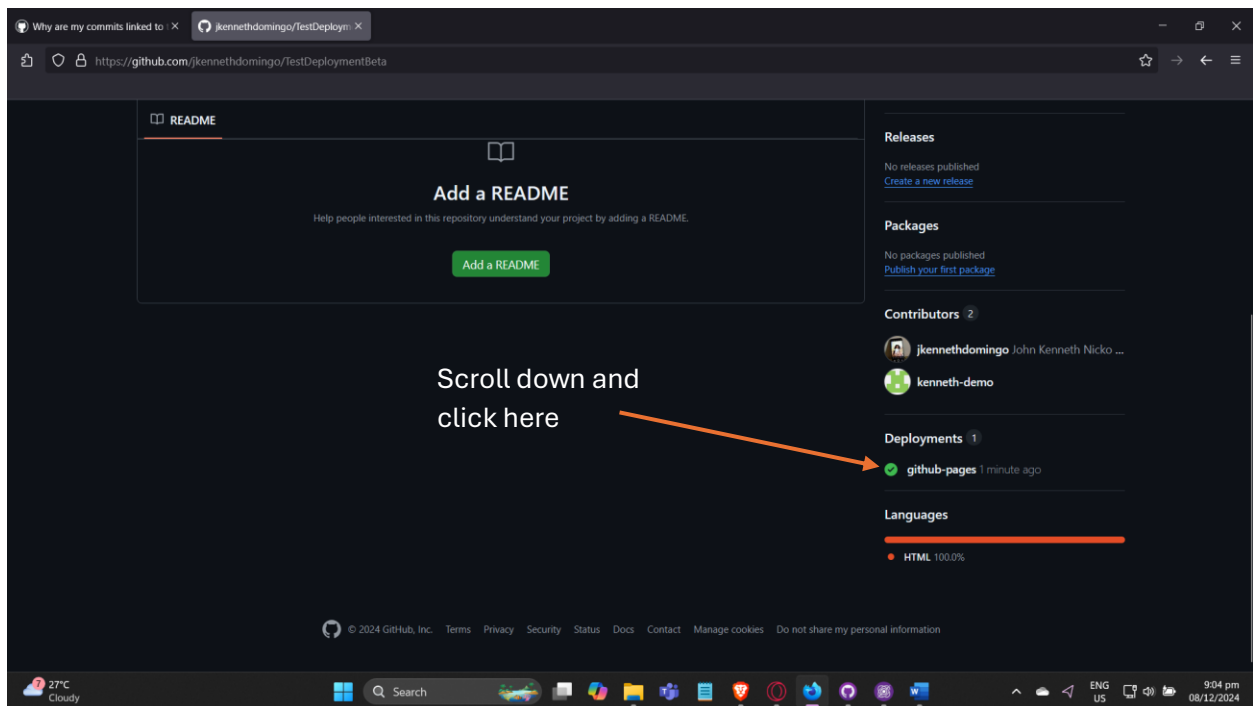 Why are my commits linked to
jkennethdomingo/TestDeploym
https://github.com/jkennethdomingo/TestDeploymentBeta
README
Add a README
Help people interested in this repository understand your project by adding a README.
Add a README
Releases
No releases published
Create a new release
Packages
No packages published
Publish your first package
Contributors 2
jkennethdomingo John Kenneth Nicko ...
kenneth-demo
Scroll down and
click here
Deployments 1
github-pages 1 minute ago
Languages
HTML 100.0%
© 2024 GitHub, Inc. Terms Privacy Security Status Docs Contact Manage cookies Do not share my personal information
7
27°C
Cloudy
Search
ENG
US
9:04 pm
08/12/2024